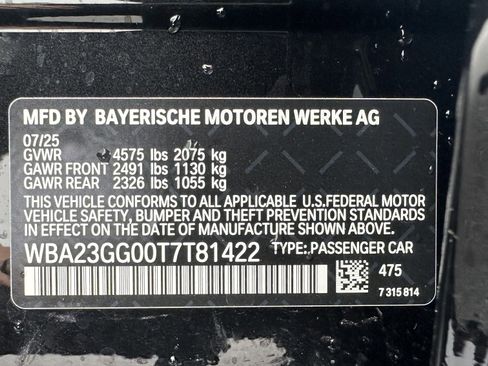 MFD BY BAYERISCHE MOTOREN WERKE AG
07/25
GVWR 4575 lbs 2075 kg
GAWR FRONT 2491 lbs 1130 kg
GAWR REAR 2326 lbs 1055 kg
THIS VEHICLE CONFORMS TO ALL APPLICABLE U.S.FEDERAL MOTOR
VEHICLE SAFETY, BUMPER AND THEFT PREVENTION STANDARDS
IN EFFECT ON THE DATE OF MANUFACTURE SHOWN ABOVE.
WBA23GG00T7T81422 TYPE:PASSENGER CAR
475
7 315 814